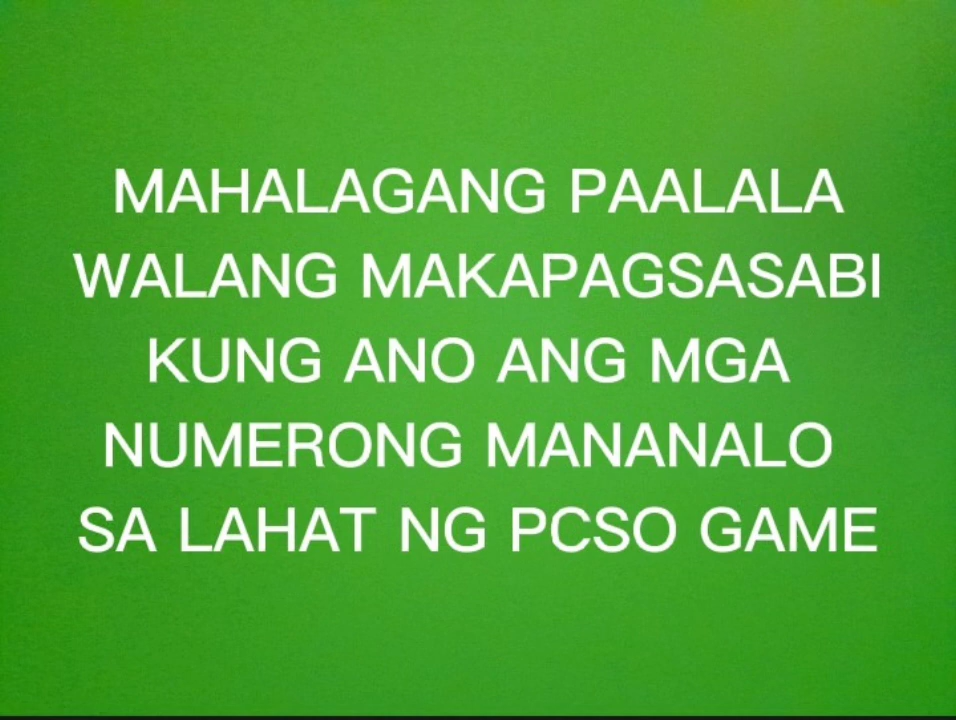 MAHALAGANG PAALALA
WALANG MAKAPAGSASABI
KUNG ANO ANG MGA
NUMERONG MANANALO
SA LAHAT NG PCSO GAME